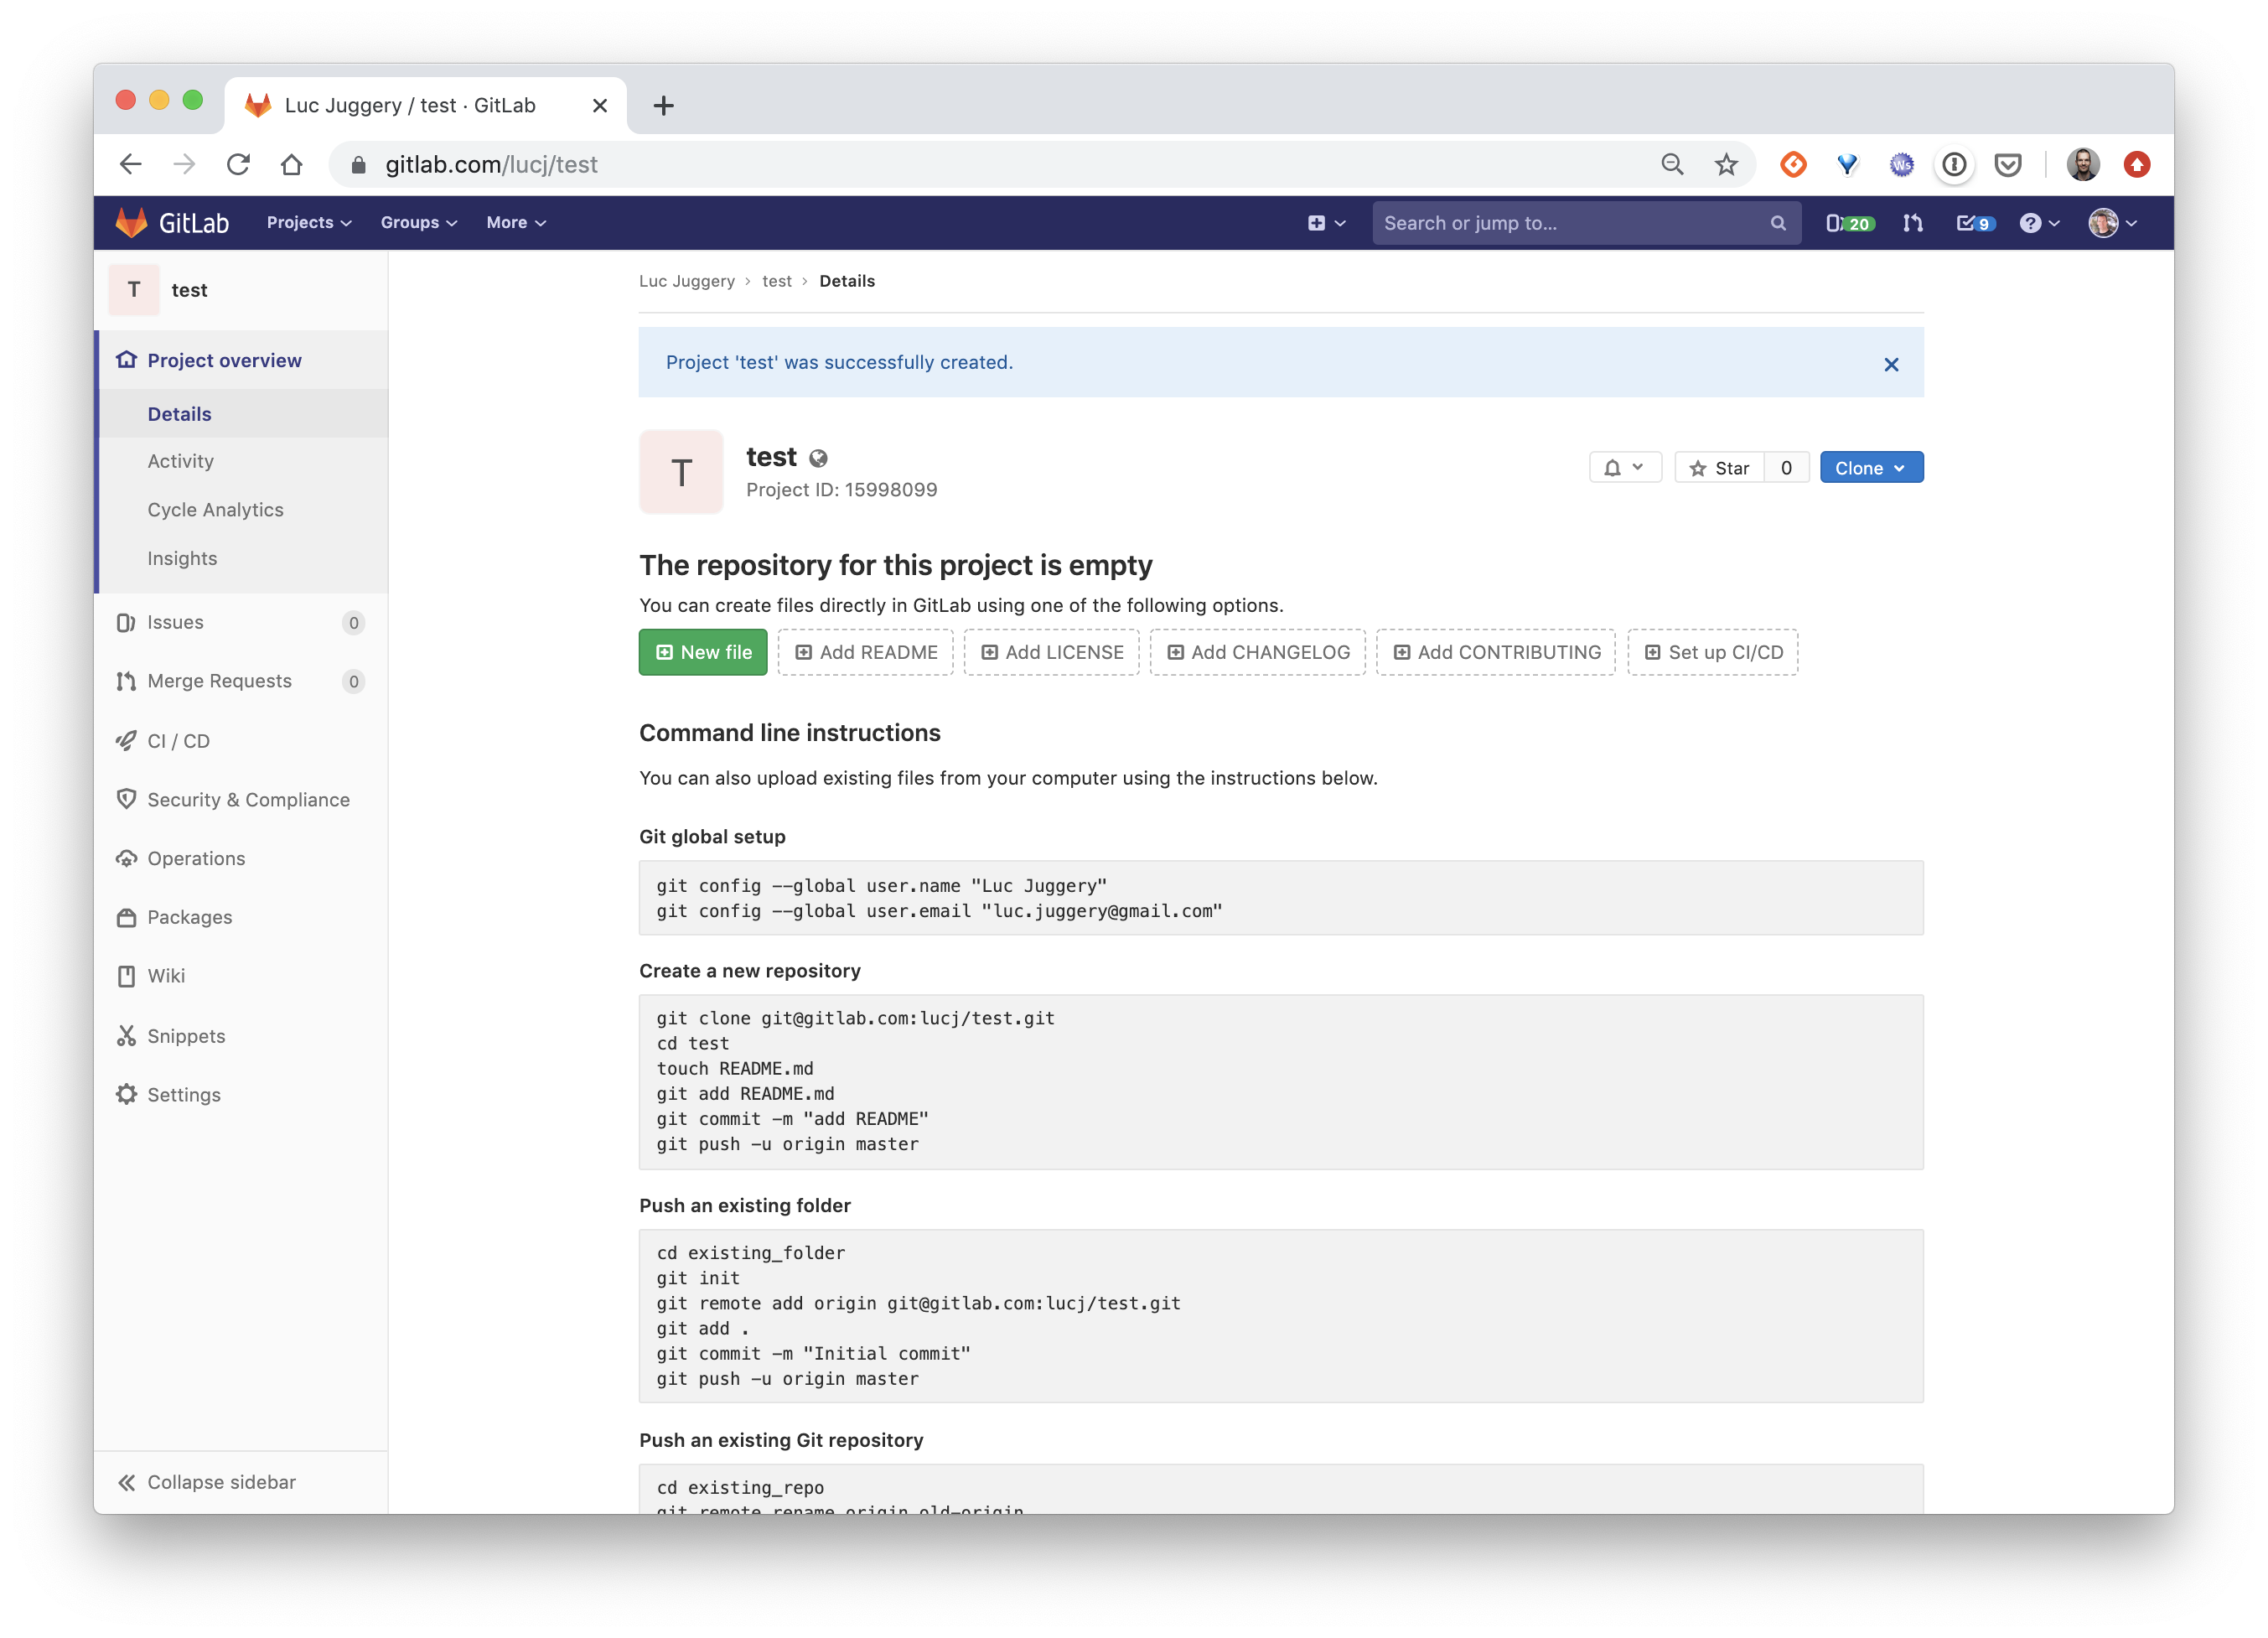 Luc Juggery / test · GitLab
gitlab.com/lucj/test
GitLab Projects Groups More Search or jump to... 20 9
T test
Project overview
Details
Activity
Cycle Analytics
Insights
Issues 0
Merge Requests 0
CI / CD
Security & Compliance
Operations
Packages
Wiki
Snippets
Settings
Collapse sidebar
Luc Juggery > test > Details
Project 'test' was successfully created.
T
test
Project ID: 15998099
Star 0 Clone
The repository for this project is empty
You can create files directly in GitLab using one of the following options.
New file Add README Add LICENSE Add CHANGELOG Add CONTRIBUTING Set up CI/CD
Command line instructions
You can also upload existing files from your computer using the instructions below.
Git global setup
git config --global user.name "Luc Juggery"
git config --global user.email "luc.juggery@gmail.com"
Create a new repository
git clone git@gitlab.com:lucj/test.git
cd test
touch README.md
git add README.md
git commit -m "add README"
git push -u origin master
Push an existing folder
cd existing_folder
git init
git remote add origin git@gitlab.com:lucj/test.git
git add .
git commit -m "Initial commit"
git push -u origin master
Push an existing Git repository
cd existing_repo
git remote rename origin old-origin